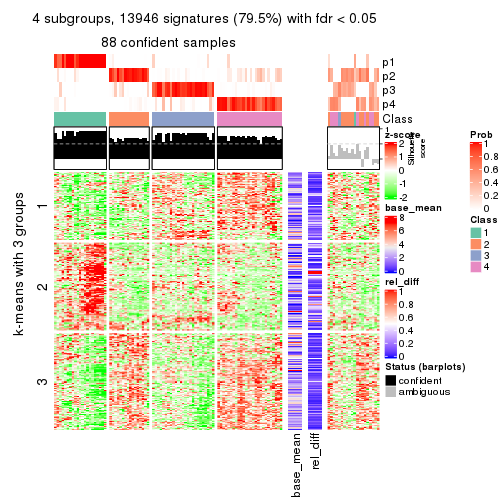 4 subgroups, 13946 signatures (79.5%) with fdr < 0.05
88 confident samples
p1
p2
p3
p4
Class
1
Silhouette
score
k-means with 3 groups
1
2
3
base_mean
rel_diff
z-score
2
1
0
-1
-2
base_mean
8
6
4
2
0
rel_diff
1
0.8
0.6
0.4
0.2
0
Status (barplots)
confident
ambiguous
Prob
1
0.8
0.6
0.4
0.2
0
Class
1
2
3
4